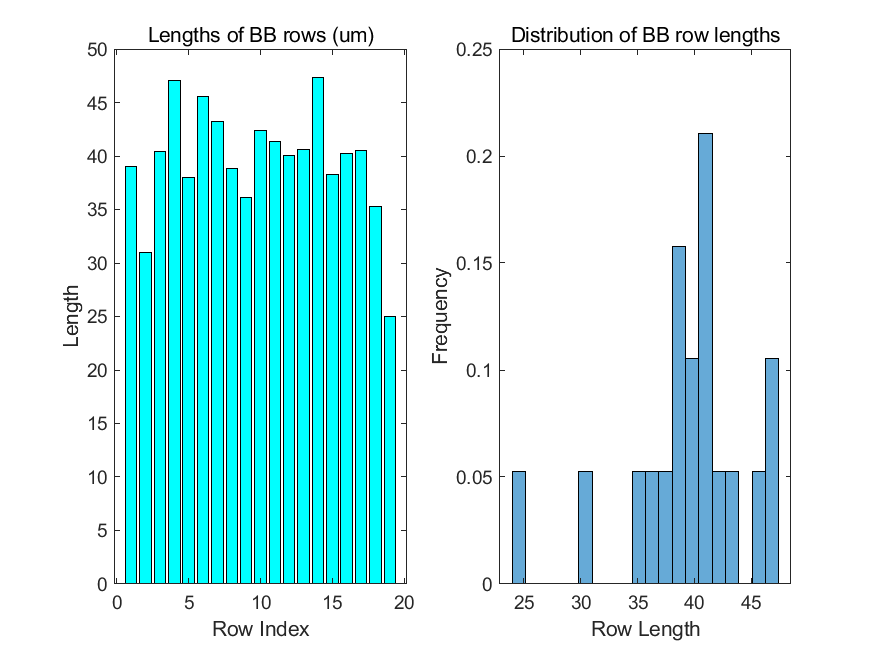 Lengths of BB rows (um)
50
45
40
35
30
25
20
15
10
5
0
Length
0 5 10 15 20
Row Index
Distribution of BB row lengths
0.25
0.2
0.15
0.1
0.05
0
Frequency
25 30 35 40 45
Row Length